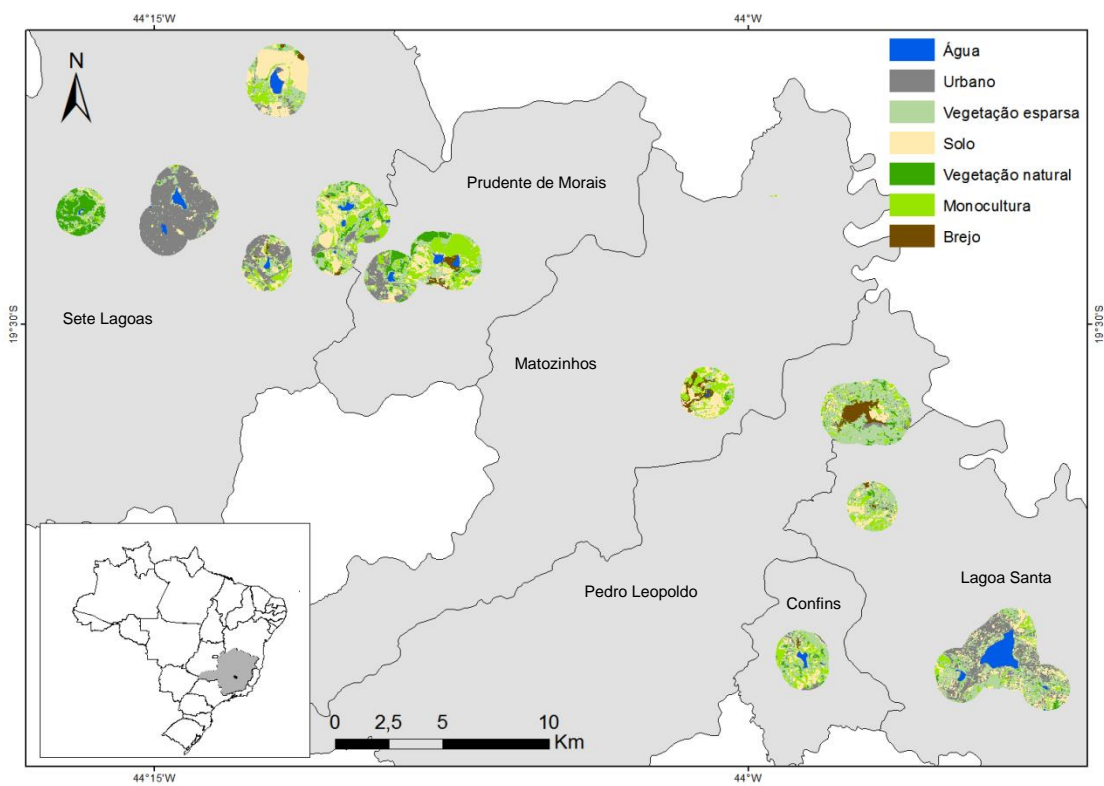 44°15'W
44°W
N
Água
Urbano
Vegetação esparsa
Solo
Vegetação natural
Monocultura
Brejo
Prudente de Morais
19°30'S
19°30'S
Sete Lagoas
Matozinhos
Pedro Leopoldo
Confins
Lagoa Santa
0 2,5 5 10
Km
44°15'W
44°W